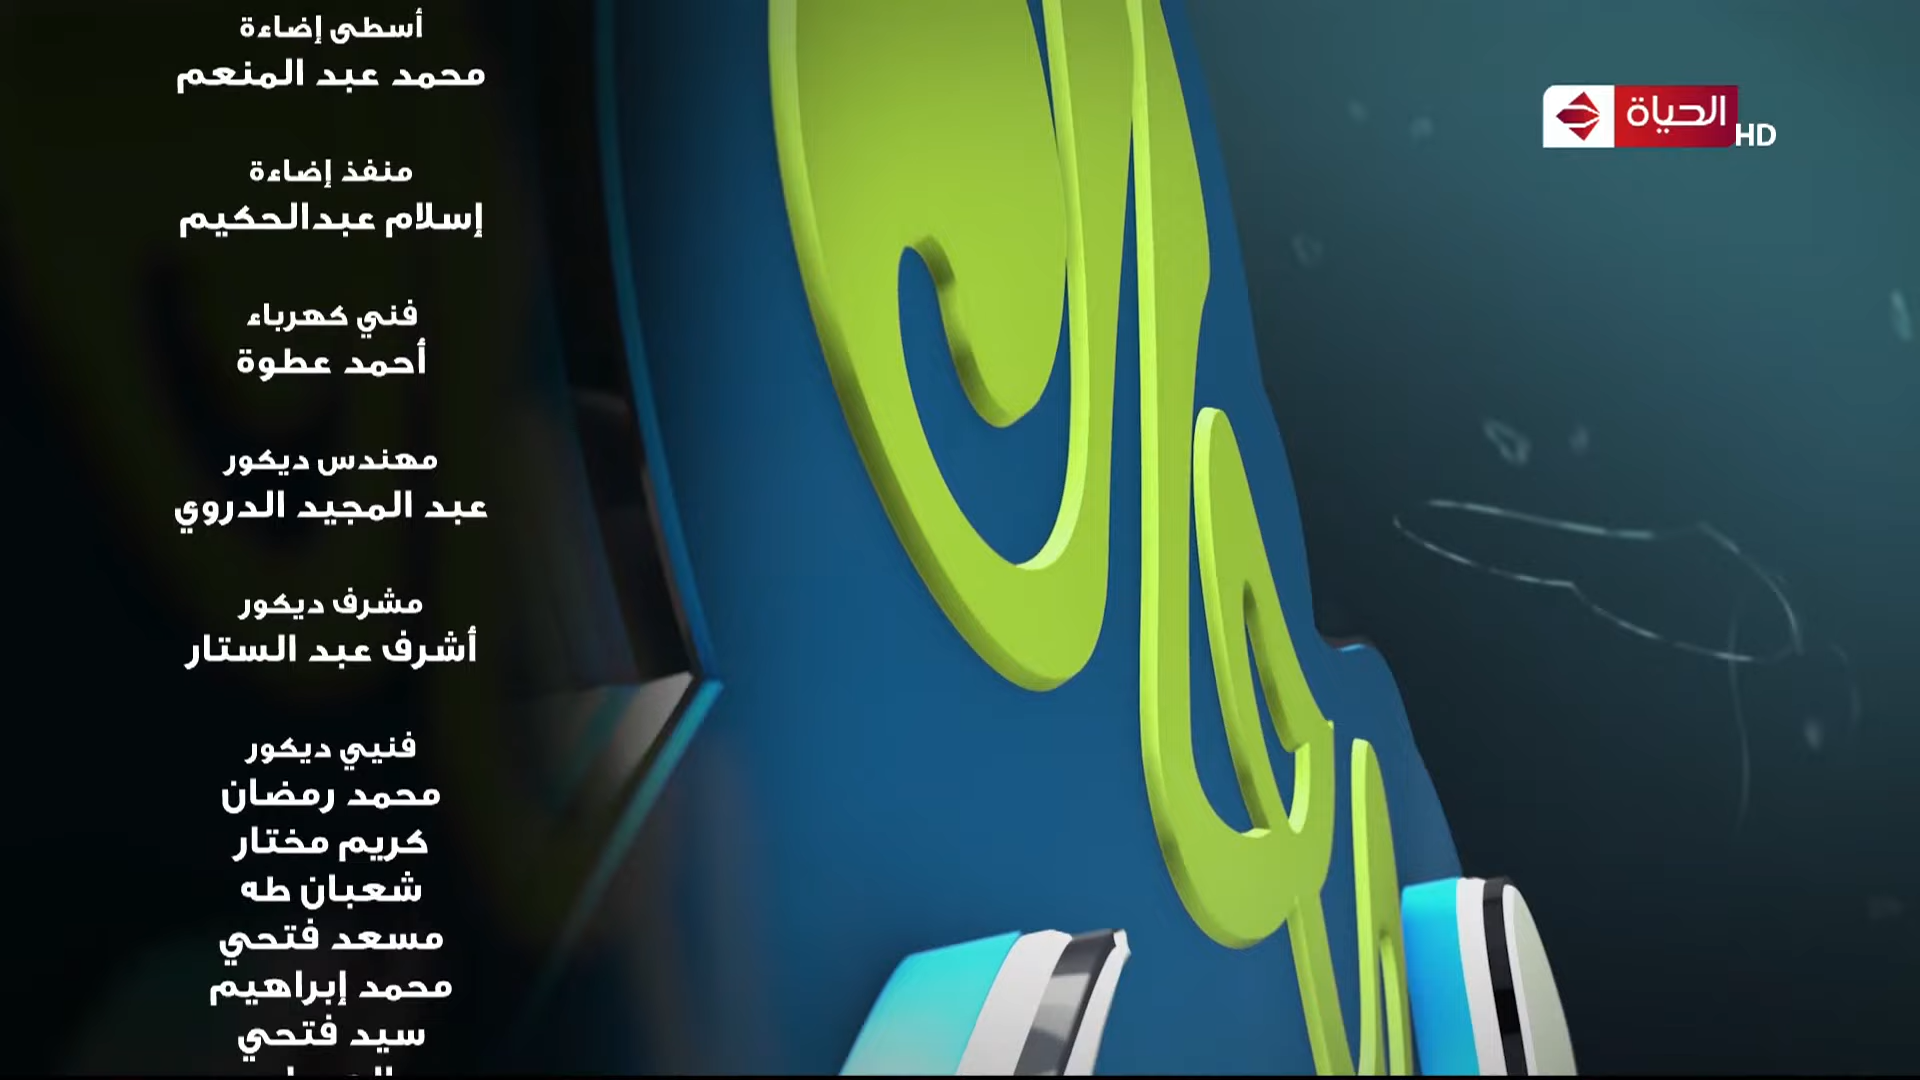 أسطى إضاءة
محمد عبد المنعم
منفذ إضاءة
إسلام عبدالحكيم
فني كهرباء
أحمد عطوة
مهندس ديكور
عبد المجيد الدروي
مشرف ديكور
أشرف عبد الستار
فنيي ديكور
محمد رمضان
كريم مختار
شعبان طه
مسعد فتحي
محمد إبراهيم
سيد فتحي
الحياة
HD